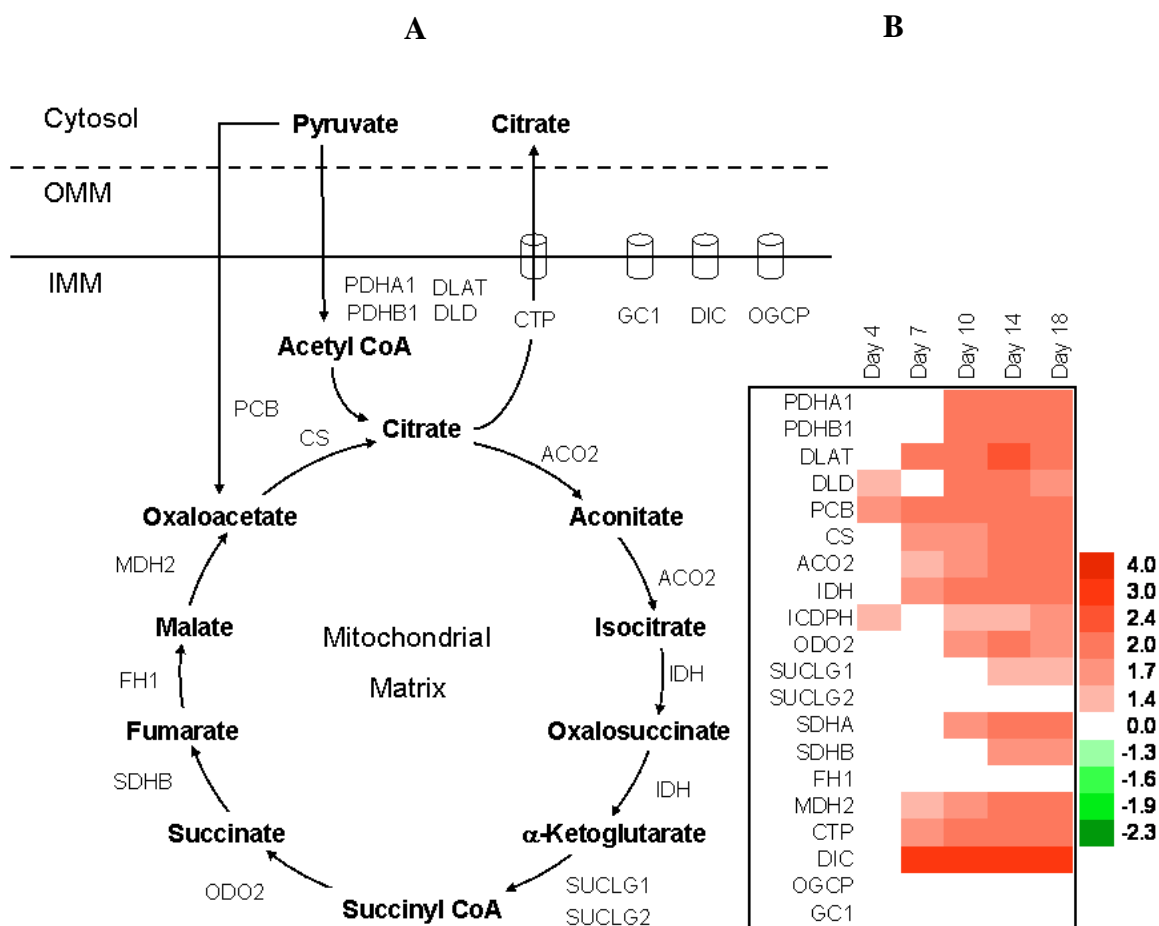 A
B
Cytosol
Pyruvate
Citrate
OMM
IMM
PDHA1 DLAT
PDHB1 DLD
CTP
GC1
DIC
OGCP
Acetyl CoA
PCB
CS
Citrate
ACO2
Oxaloacetate
Aconitate
MDH2
ACO2
Malate
Mitochondrial
Matrix
Isocitrate
FH1
IDH
Fumarate
Oxalosuccinate
SDHB
IDH
Succinate
α-Ketoglutarate
ODO2
SUCLG1
SUCLG2
Succinyl CoA
Day 4
Day 7
Day 10
Day 14
Day 18
PDHA1
PDHB1
DLAT
DLD
PCB
CS
ACO2
IDH
ICDPH
ODO2
SUCLG1
SUCLG2
SDHA
SDHB
FH1
MDH2
CTP
DIC
OGCP
GC1
4.0
3.0
2.4
2.0
1.7
1.4
0.0
-1.3
-1.6
-1.9
-2.3